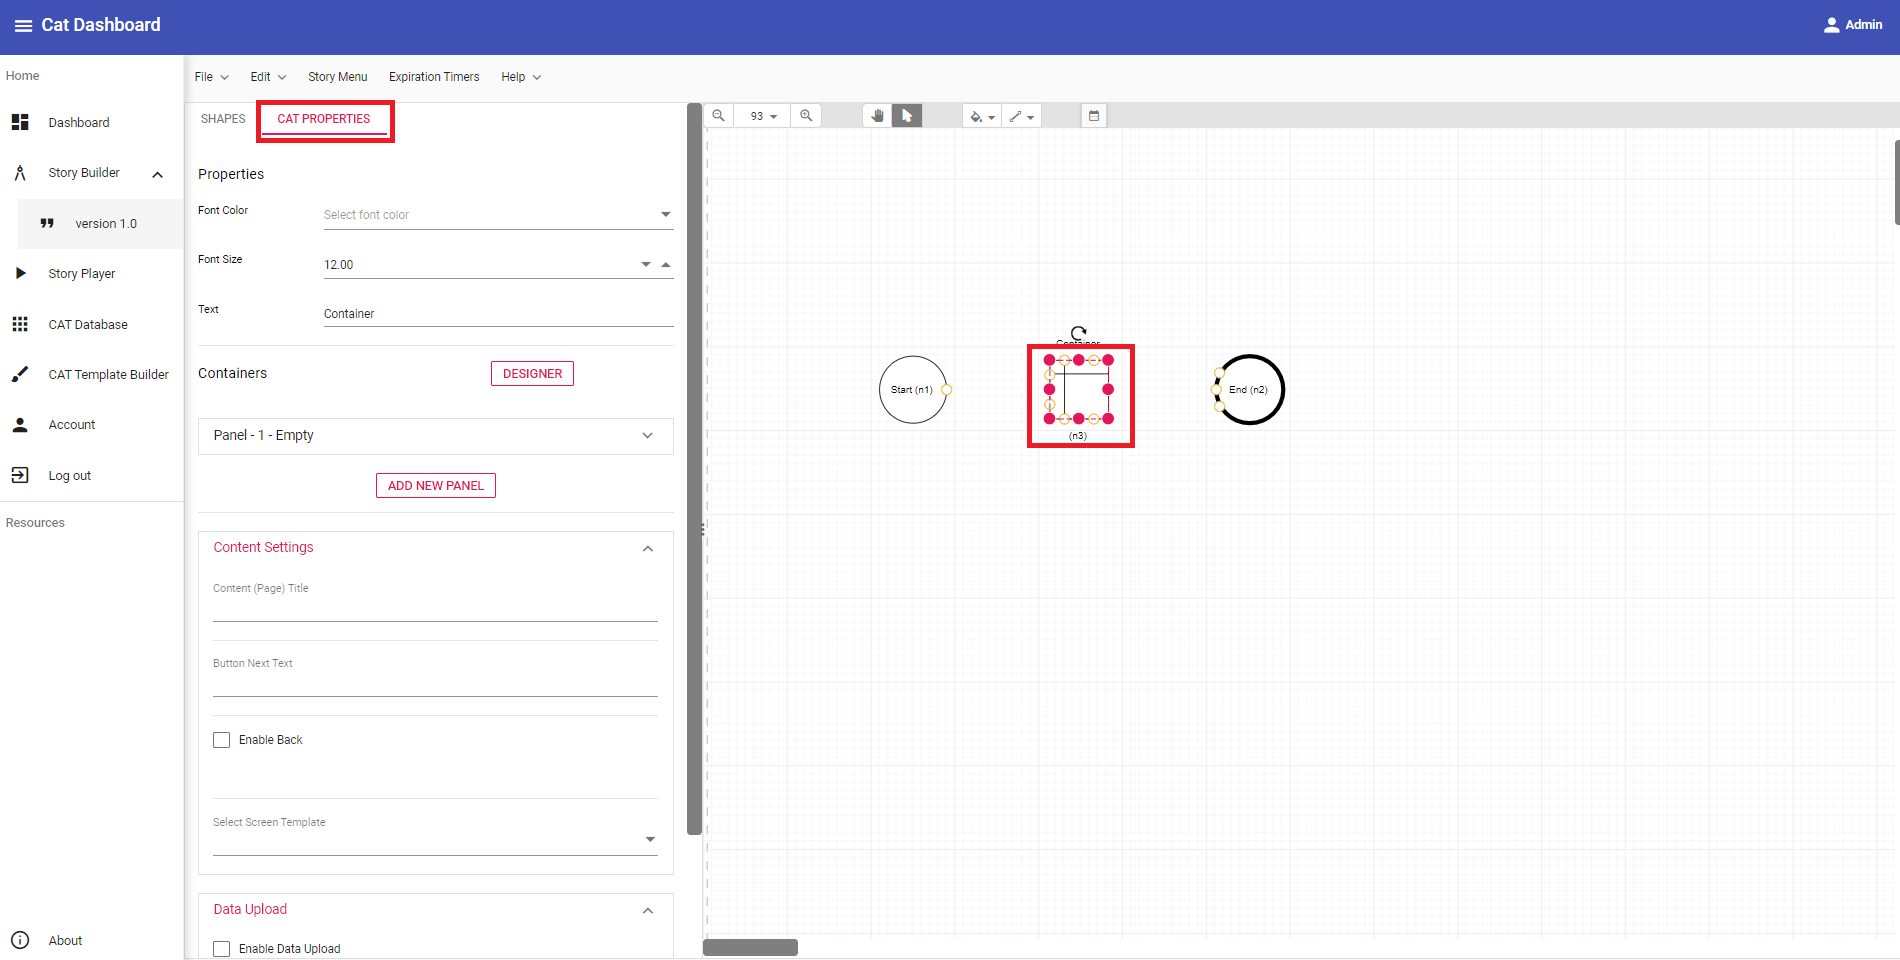 Cat Dashboard
Admin
Home
File
Edit
Story Menu
Expiration Timers
Help
Dashboard
Story Builder
version 1.0
Story Player
CAT Database
CAT Template Builder
Account
Log out
Resources
About
SHAPES
CAT PROPERTIES
Properties
Font Color
Select font color
Font Size
12.00
Text
Container
Containers
DESIGNER
Panel - 1 - Empty
ADD NEW PANEL
Content Settings
Content (Page) Title
Button Next Text
Enable Back
Select Screen Template
Data Upload
Enable Data Upload
93
Container
Start (n1)
(n3)
End (n2)